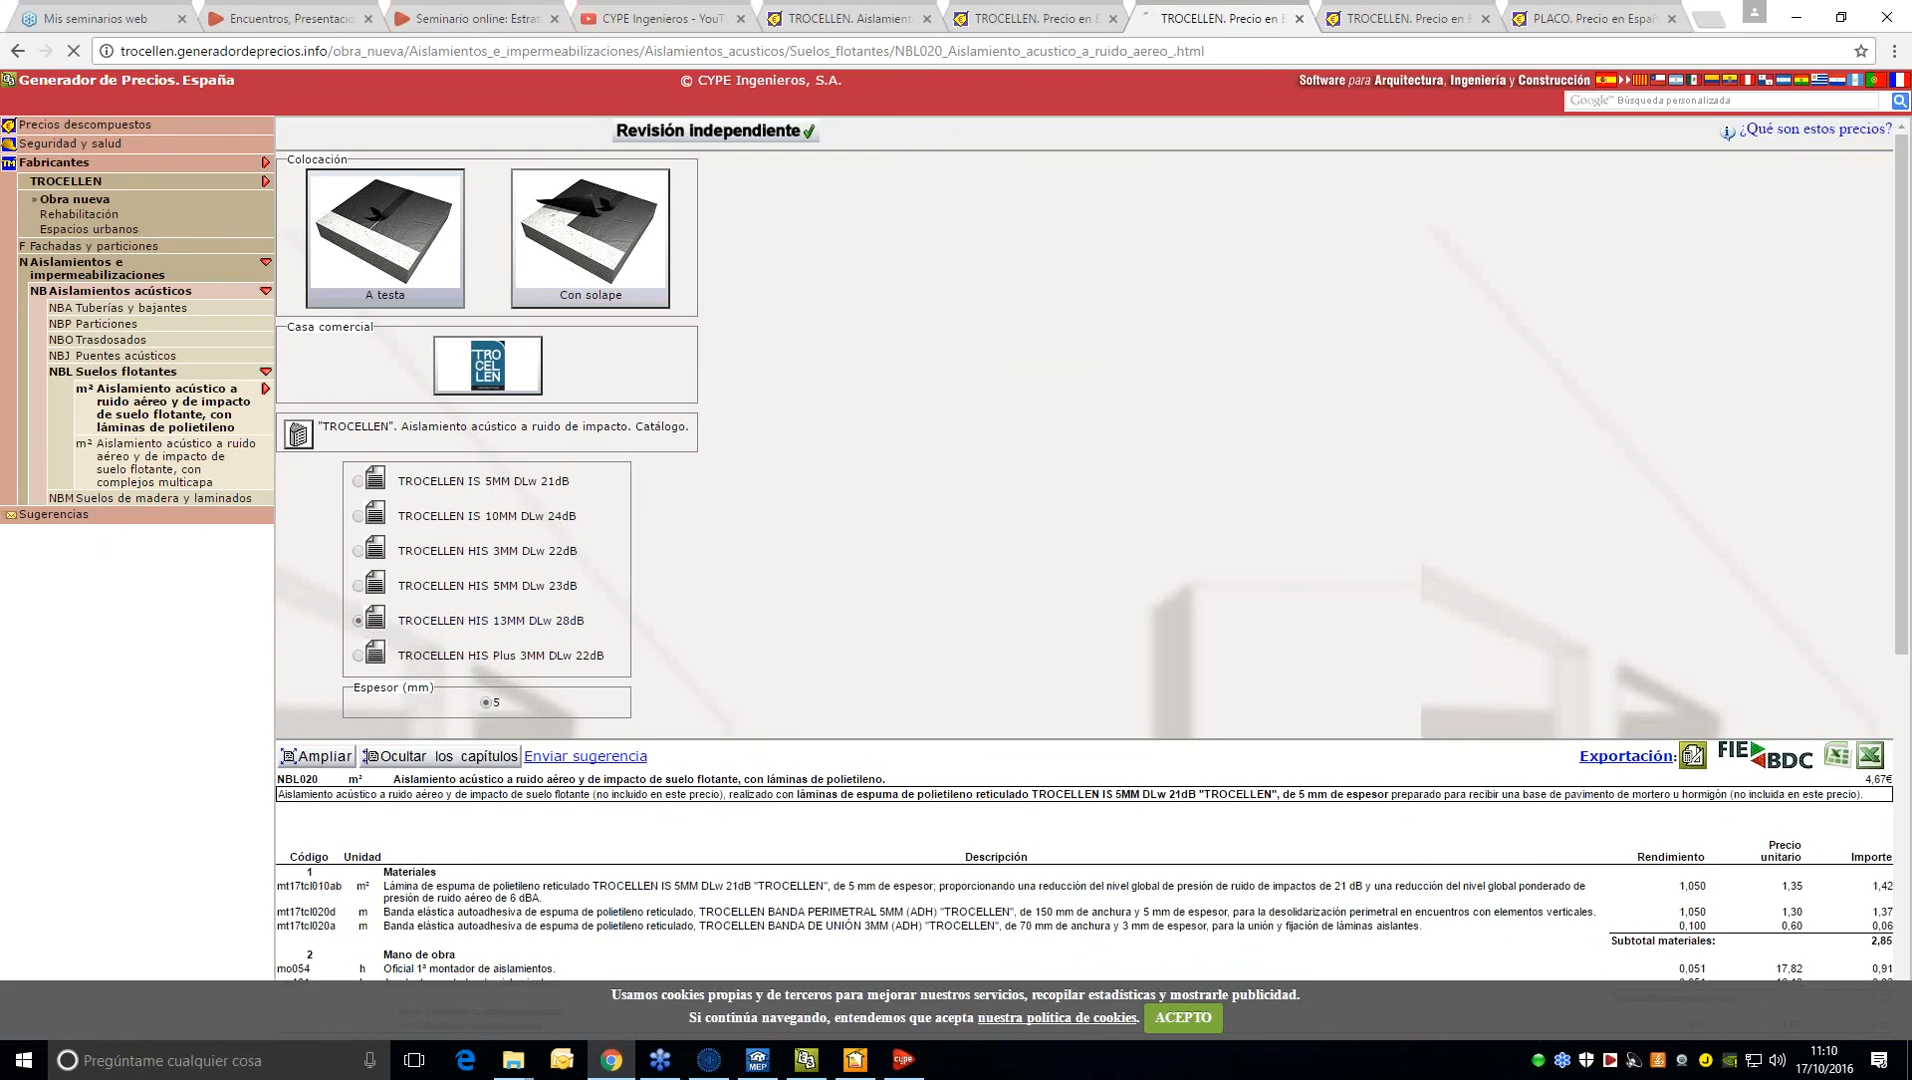 Mis seminarios web
Encuentros, Presentacio
Seminario online: Estrat
CYPE Ingenieros - YouT
TROCELLEN. Aislamient
TROCELLEN. Precio en E
TROCELLEN. Precio en E
TROCELLEN. Precio en E
PLACO. Precio en Españ
trocellen.generadordeprecios.info/obra_nueva/Aislamientos_e_impermeabilizaciones/Aislamientos_acusticos/Suelos_flotantes/NBL020_Aislamiento_acustico_a_ruido_aereo_.html
Generador de Precios. España
© CYPE Ingenieros, S.A.
Software para Arquitectura, Ingeniería y Construcción
Google™ Búsqueda personalizada
Precios descompuestos
Seguridad y salud
Fabricantes
TROCELLEN
» Obra nueva
Rehabilitación
Espacios urbanos
F Fachadas y particiones
N Aislamientos e
impermeabilizaciones
NB Aislamientos acústicos
NBA Tuberías y bajantes
NBP Particiones
NBO Trasdosados
NBJ Puentes acústicos
NBL Suelos flotantes
m² Aislamiento acústico a
ruido aéreo y de impacto
de suelo flotante, con
láminas de polietileno
m² Aislamiento acústico a ruido
aéreo y de impacto de
suelo flotante, con
complejos multicapa
NBM Suelos de madera y laminados
Sugerencias
Revisión independiente
¿Qué son estos precios?
Colocación
A testa
Con solape
Casa comercial
TRO
CEL
LEN
"TROCELLEN". Aislamiento acústico a ruido de impacto. Catálogo.
TROCELLEN IS 5MM DLw 21dB
TROCELLEN IS 10MM DLw 24dB
TROCELLEN HIS 3MM DLw 22dB
TROCELLEN HIS 5MM DLw 23dB
TROCELLEN HIS 13MM DLw 28dB
TROCELLEN HIS Plus 3MM DLw 22dB
Espesor (mm)
5
Ampliar
Ocultar los capítulos
Enviar sugerencia
Exportación:
FIE BDC
NBL020 m² Aislamiento acústico a ruido aéreo y de impacto de suelo flotante, con láminas de polietileno. 4,67€
Aislamiento acústico a ruido aéreo y de impacto de suelo flotante (no incluido en este precio), realizado con láminas de espuma de polietileno reticulado TROCELLEN IS 5MM DLw 21dB "TROCELLEN", de 5 mm de espesor preparado para recibir una base de pavimento de mortero u hormigón (no incluida en este precio).
Código Unidad Descripción Rendimiento Precio unitario Importe
1 Materiales
mt17tcl010ab m² Lámina de espuma de polietileno reticulado TROCELLEN IS 5MM DLw 21dB "TROCELLEN", de 5 mm de espesor; proporcionando una reducción del nivel global de presión de ruido de impactos de 21 dB y una reducción del nivel global ponderado de 1,050 1,35 1,42
presión de ruido aéreo de 6 dBA.
mt17tcl020d m Banda elástica autoadhesiva de espuma de polietileno reticulado, TROCELLEN BANDA PERIMETRAL 5MM (ADH) "TROCELLEN", de 150 mm de anchura y 5 mm de espesor, para la desolidarización perimetral en encuentros con elementos verticales. 1,050 1,30 1,37
mt17tcl020a m Banda elástica autoadhesiva de espuma de polietileno reticulado, TROCELLEN BANDA DE UNIÓN 3MM (ADH) "TROCELLEN", de 70 mm de anchura y 3 mm de espesor, para la unión y fijación de láminas aislantes. 0,100 0,60 0,06
Subtotal materiales: 2,85
2 Mano de obra
mo054 h Oficial 1ª montador de aislamientos. 0,051 17,82 0,91
Usamos cookies propias y de terceros para mejorar nuestros servicios, recopilar estadísticas y mostrarle publicidad.
Si continúa navegando, entendemos que acepta nuestra política de cookies. ACEPTO
Pregúntame cualquier cosa
MEP
cype
11:10
17/10/2016